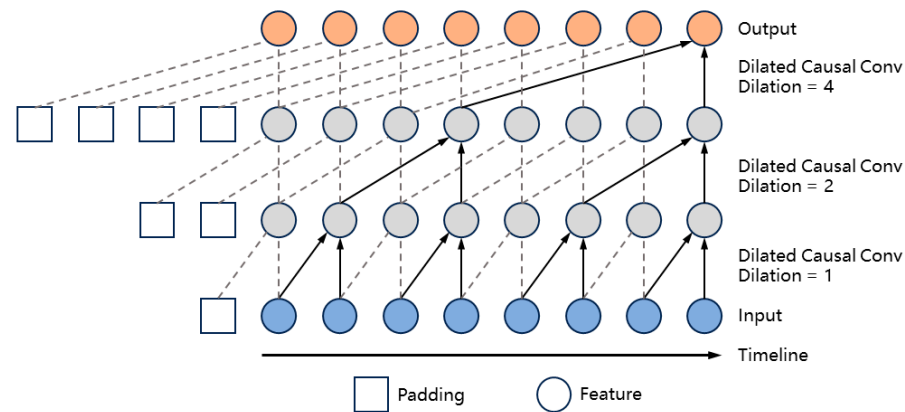 Output
Dilated Causal Conv
Dilation = 4
Dilated Causal Conv
Dilation = 2
Dilated Causal Conv
Dilation = 1
Input
Timeline
Padding
Feature